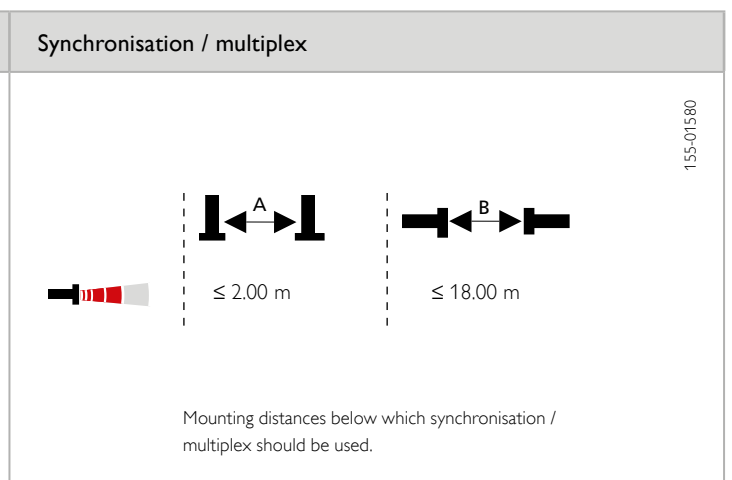 Synchronisation / multiplex
155-01580
A
B
≤ 2.00 m
≤ 18.00 m
Mounting distances below which synchronisation /
multiplex should be used.